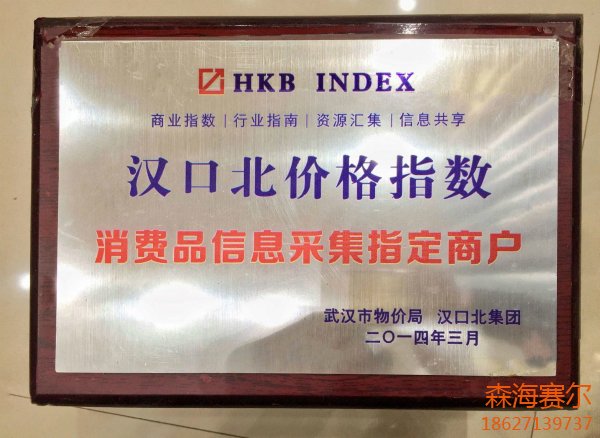 HKB INDEX
商业指数|行业指南|资源汇集|信息共享
汉口北价格指数
消费品信息采集指定商户
武汉市物价局 汉口北集团
二〇一四年三月
森海赛尔
18627139737